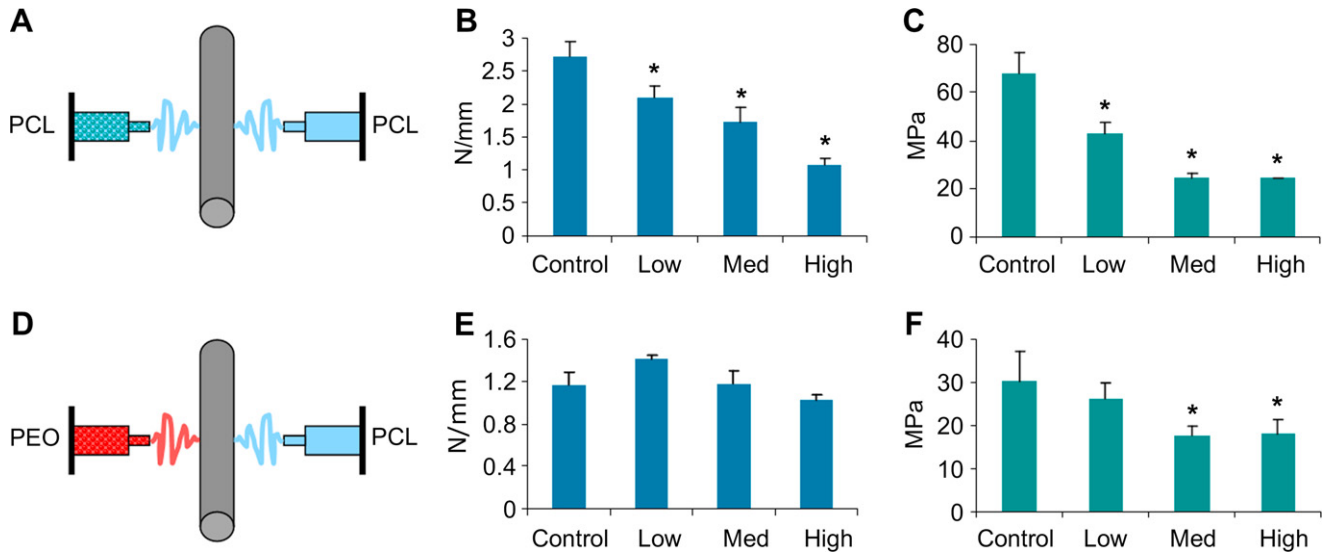 A
PCL
PCL
B
3
2.5
2
1.5
1
0.5
0
N/mm
*
*
*
Control Low Med High
C
80
60
40
20
0
MPa
*
*
*
Control Low Med High
D
PEO
PCL
E
1.6
1.2
0.8
0.4
0
N/mm
Control Low Med High
F
40
30
20
10
0
MPa
*
*
Control Low Med High